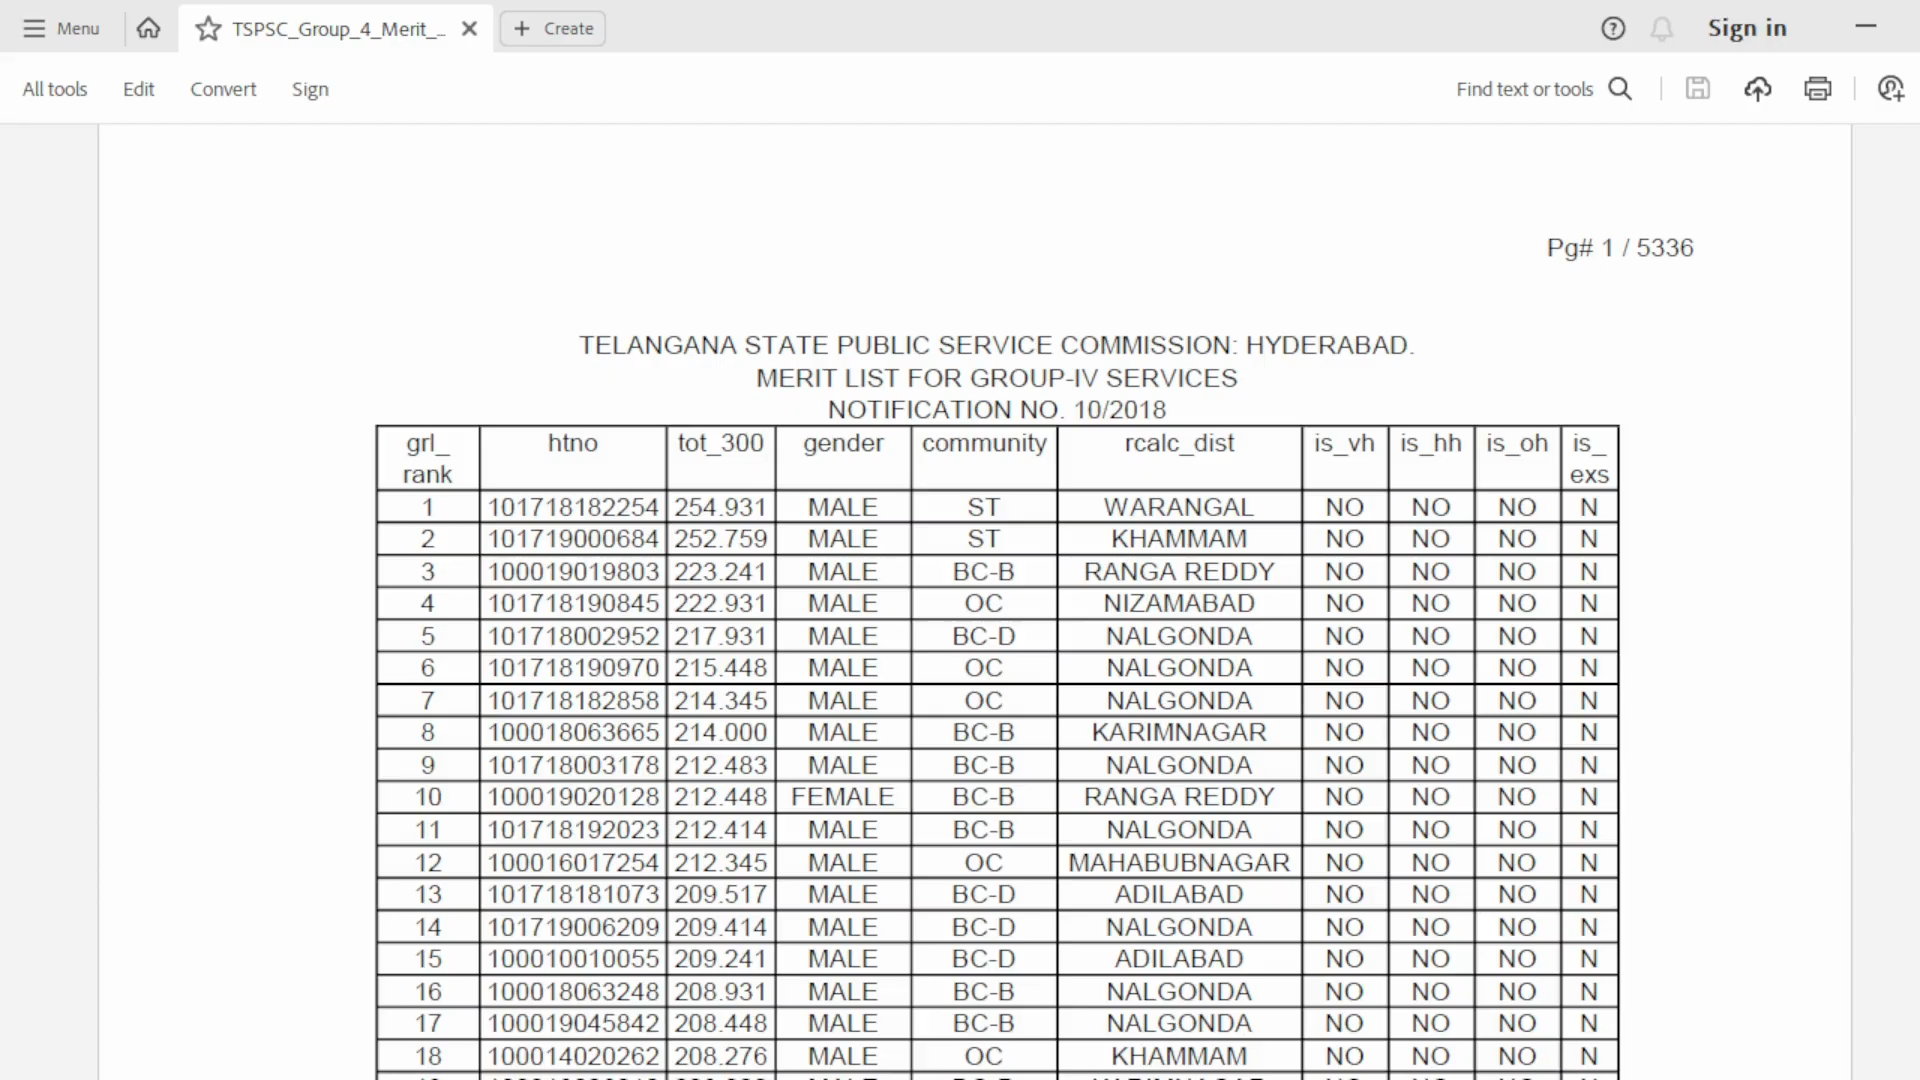 Menu
TSPSC_Group_4_Merit_...
Create
Sign in
All tools Edit Convert Sign
Find text or tools
Pg# 1 / 5336
TELANGANA STATE PUBLIC SERVICE COMMISSION: HYDERABAD.
MERIT LIST FOR GROUP-IV SERVICES
NOTIFICATION NO. 10/2018
grl_rank htno tot_300 gender community rcalc_dist is_vh is_hh is_oh is_exs
1 101718182254 254.931 MALE ST WARANGAL NO NO NO N
2 101719000684 252.759 MALE ST KHAMMAM NO NO NO N
3 100019019803 223.241 MALE BC-B RANGA REDDY NO NO NO N
4 101718190845 222.931 MALE OC NIZAMABAD NO NO NO N
5 101718002952 217.931 MALE BC-D NALGONDA NO NO NO N
6 101718190970 215.448 MALE OC NALGONDA NO NO NO N
7 101718182858 214.345 MALE OC NALGONDA NO NO NO N
8 100018063665 214.000 MALE BC-B KARIMNAGAR NO NO NO N
9 101718003178 212.483 MALE BC-B NALGONDA NO NO NO N
10 100019020128 212.448 FEMALE BC-B RANGA REDDY NO NO NO N
11 101718192023 212.414 MALE BC-B NALGONDA NO NO NO N
12 100016017254 212.345 MALE OC MAHABUBNAGAR NO NO NO N
13 101718181073 209.517 MALE BC-D ADILABAD NO NO NO N
14 101719006209 209.414 MALE BC-D NALGONDA NO NO NO N
15 100010010055 209.241 MALE BC-D ADILABAD NO NO NO N
16 100018063248 208.931 MALE BC-B NALGONDA NO NO NO N
17 100019045842 208.448 MALE BC-B NALGONDA NO NO NO N
18 100014020262 208.276 MALE OC KHAMMAM NO NO NO N